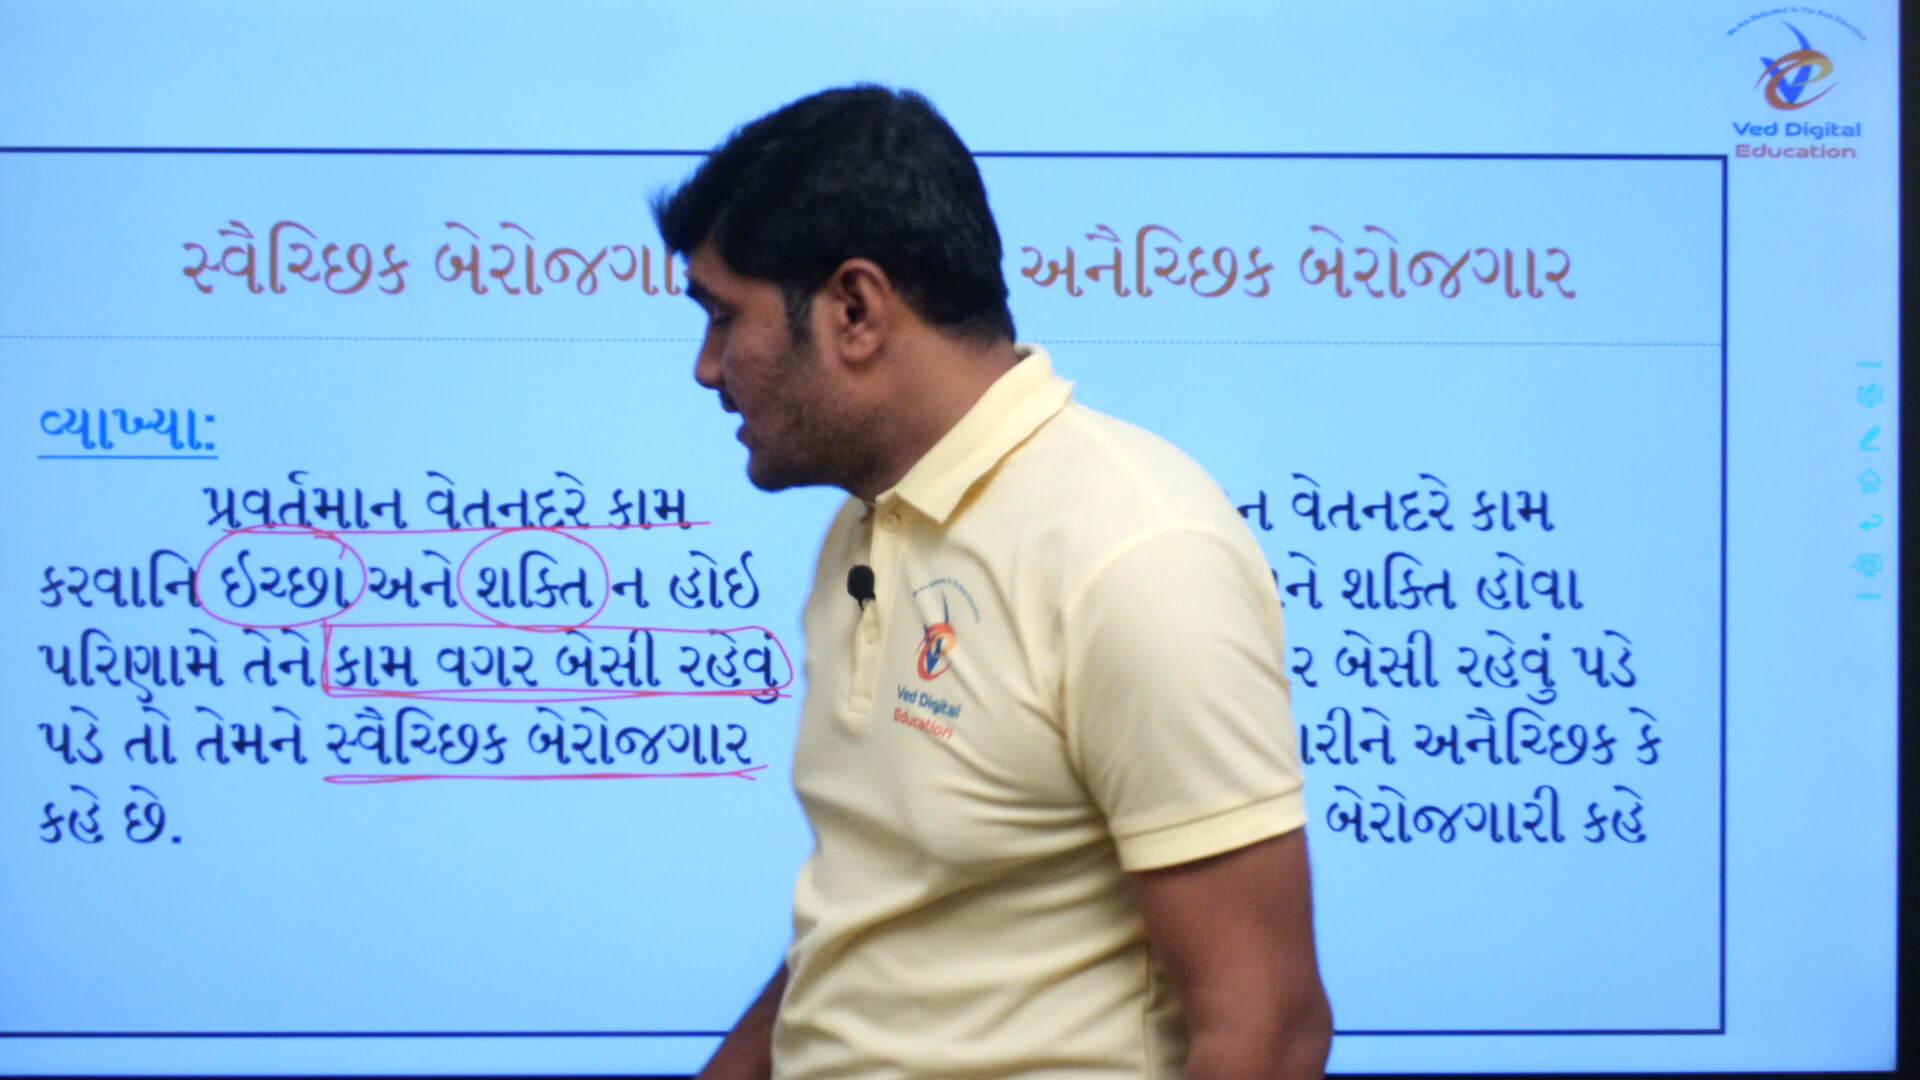 Ved Digital
Education
સ્વૈચ્છિક બેરોજગાર
અનૈચ્છિક બેરોજગાર
વ્યાખ્યા:
પ્રવર્તમાન વેતનદરે કામ
કરવાનિ ઇચ્છા અને શક્તિ ન હોઇ
પરિણામે તેને કામ વગર બેસી રહેવું
પડે તો તેમને સ્વૈચ્છિક બેરોજગાર
કહે છે.
વેતનદરે કામ
શક્તિ હોવા
બેસી રહેવું પડે
અનૈચ્છિક કે
બેરોજગારી કહે
Ved Digital
Education